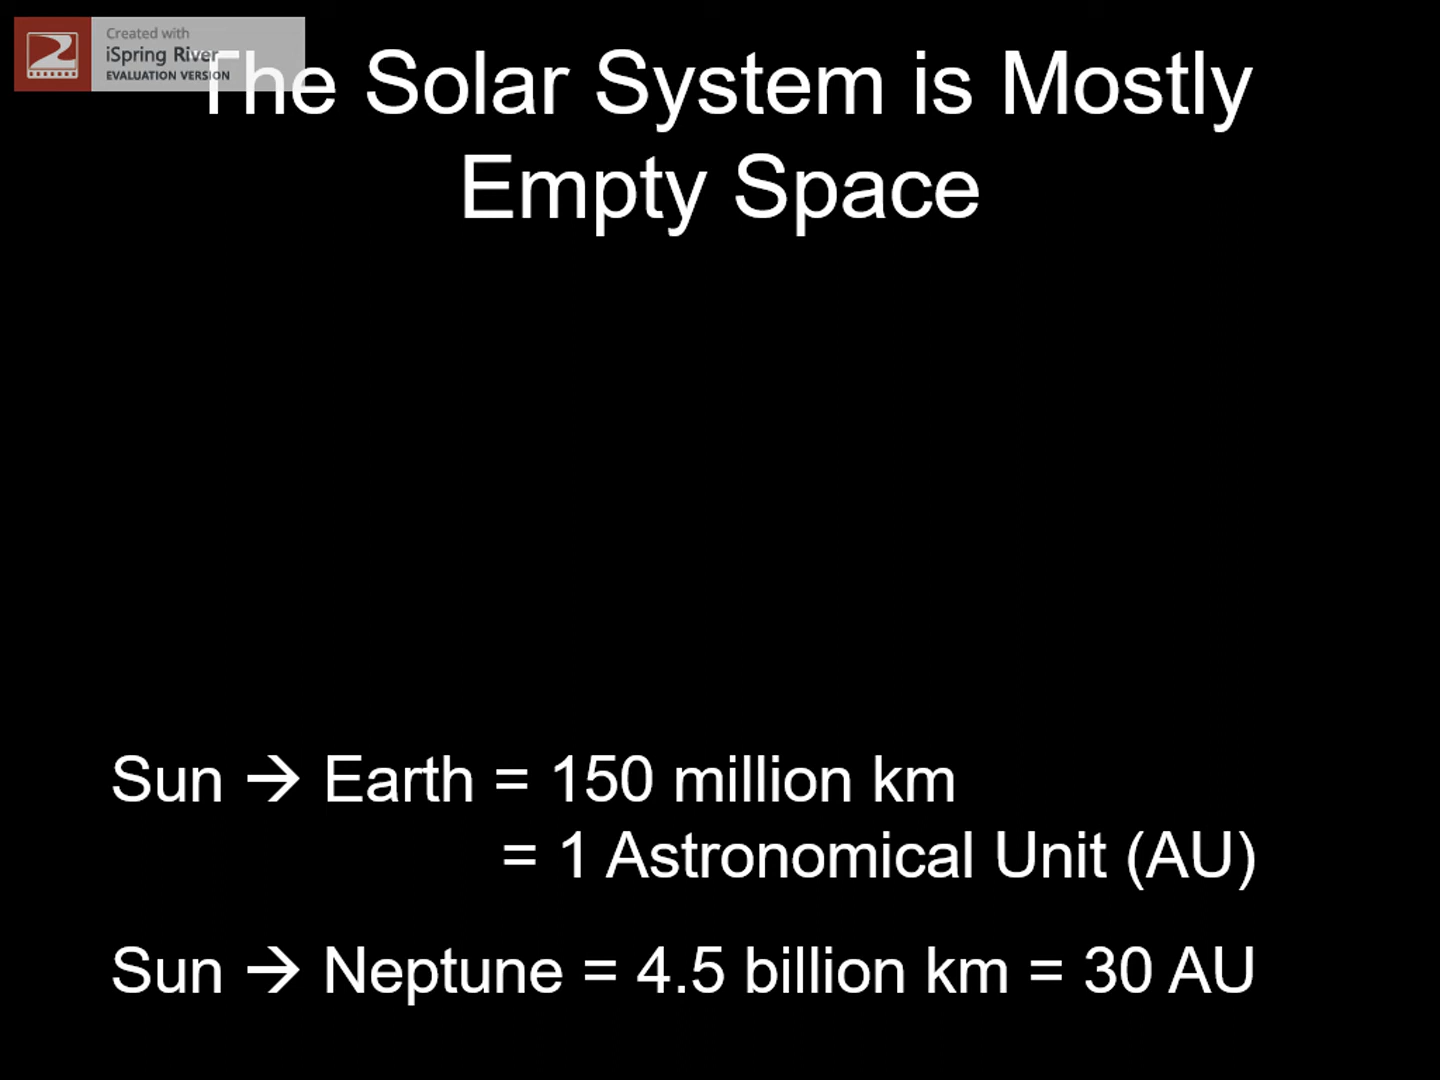 Created with
iSpring River
EVALUATION VERSION
The Solar System is Mostly
Empty Space
Sun → Earth = 150 million km
= 1 Astronomical Unit (AU)
Sun → Neptune = 4.5 billion km = 30 AU